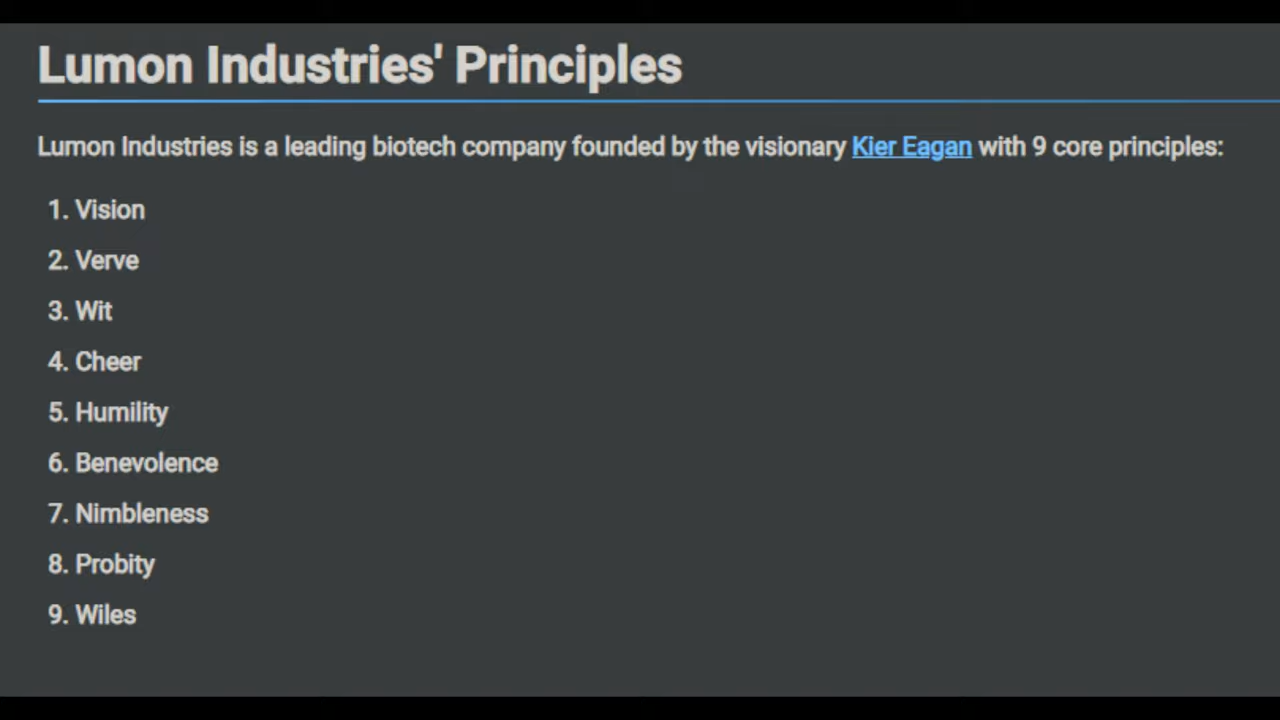 Lumon Industries' Principles
Lumon Industries is a leading biotech company founded by the visionary Kier Eagan with 9 core principles:
1. Vision
2. Verve
3. Wit
4. Cheer
5. Humility
6. Benevolence
7. Nimbleness
8. Probity
9. Wiles